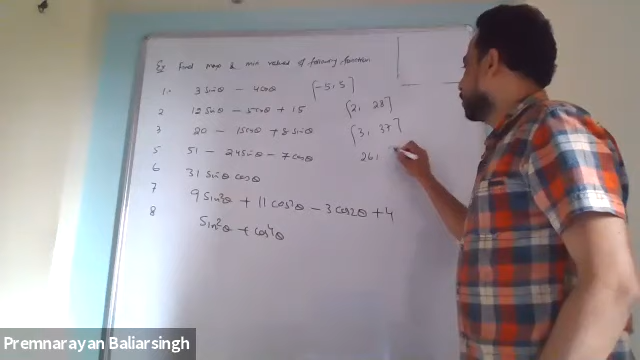 Ex Find max & min values of following function
1. 3 sinθ - 4cosθ [-5, 5]
2 12 sinθ - 5cosθ + 15 [2, 28]
3 20 - 15cosθ + 8 sinθ [3, 37]
5 51 - 24 sinθ - 7 cosθ 26,
6 31 sinθ cosθ
7 9 sin²θ + 11 cos²θ - 3 cos2θ + 4
8 sin²θ + cos⁴θ
Premnarayan Baliarsingh